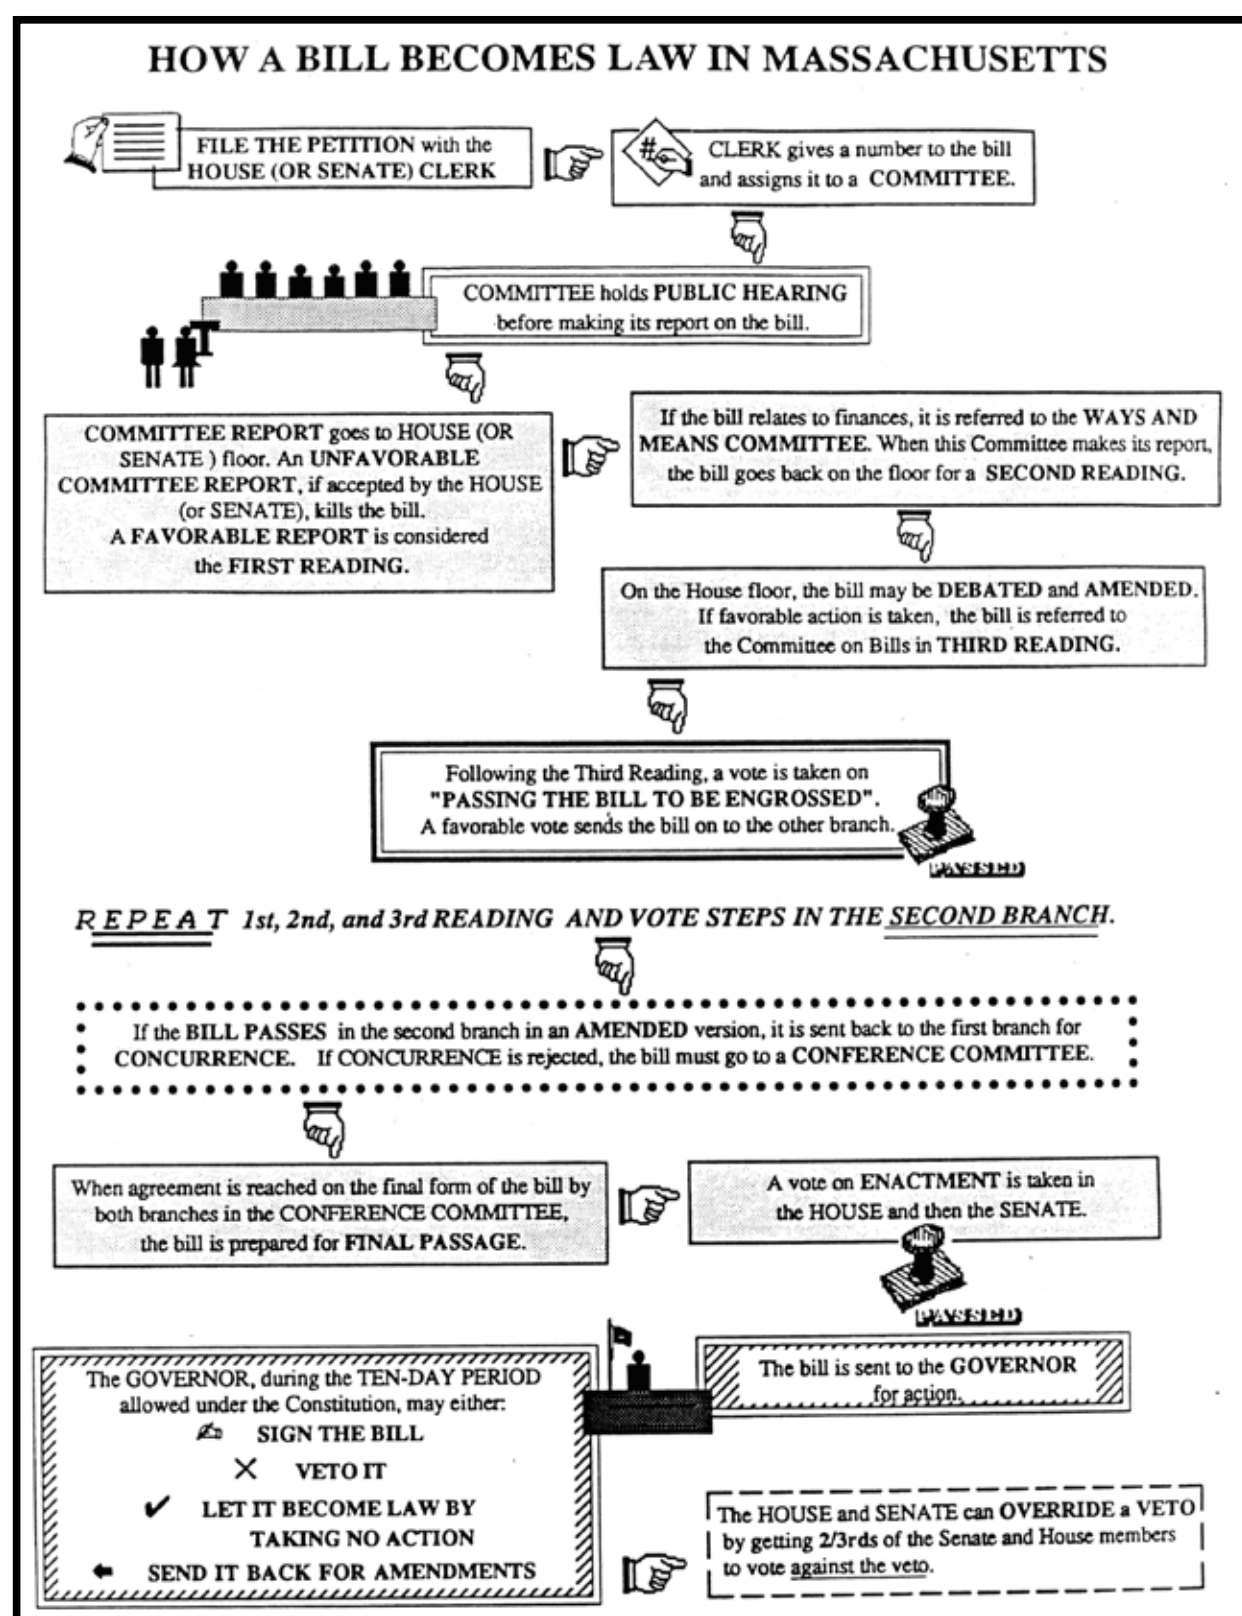 HOW A BILL BECOMES LAW IN MASSACHUSETTS
FILE THE PETITION with the
HOUSE (OR SENATE) CLERK
#
CLERK gives a number to the bill
and assigns it to a COMMITTEE.
COMMITTEE holds PUBLIC HEARING
before making its report on the bill.
COMMITTEE REPORT goes to HOUSE (OR
SENATE ) floor. An UNFAVORABLE
COMMITTEE REPORT, if accepted by the HOUSE
(or SENATE), kills the bill.
A FAVORABLE REPORT is considered
the FIRST READING.
If the bill relates to finances, it is referred to the WAYS AND
MEANS COMMITTEE. When this Committee makes its report,
the bill goes back on the floor for a SECOND READING.
On the House floor, the bill may be DEBATED and AMENDED.
If favorable action is taken, the bill is referred to
the Committee on Bills in THIRD READING.
Following the Third Reading, a vote is taken on
"PASSING THE BILL TO BE ENGROSSED".
A favorable vote sends the bill on to the other branch.
PASSED
REPEAT 1st, 2nd, and 3rd READING AND VOTE STEPS IN THE SECOND BRANCH.
If the BILL PASSES in the second branch in an AMENDED version, it is sent back to the first branch for
CONCURRENCE. If CONCURRENCE is rejected, the bill must go to a CONFERENCE COMMITTEE.
When agreement is reached on the final form of the bill by
both branches in the CONFERENCE COMMITTEE,
the bill is prepared for FINAL PASSAGE.
A vote on ENACTMENT is taken in
the HOUSE and then the SENATE.
PASSED
The bill is sent to the GOVERNOR
for action.
The GOVERNOR, during the TEN-DAY PERIOD
allowed under the Constitution, may either:
SIGN THE BILL
VETO IT
LET IT BECOME LAW BY
TAKING NO ACTION
SEND IT BACK FOR AMENDMENTS
The HOUSE and SENATE can OVERRIDE a VETO
by getting 2/3rds of the Senate and House members
to vote against the veto.